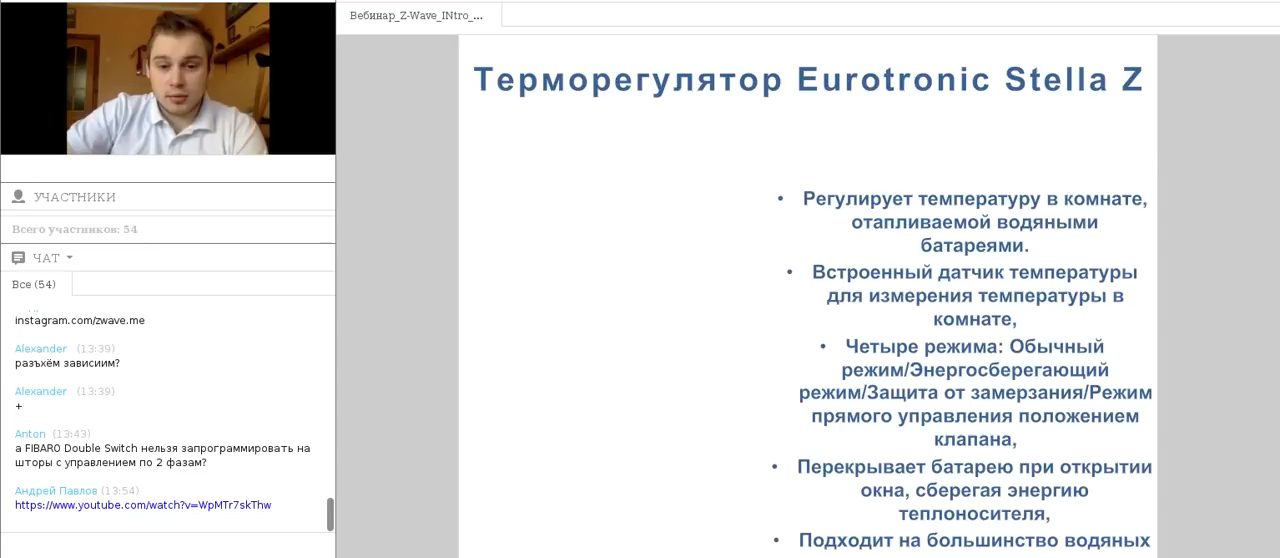 Вебинар_Z-Wave_INtro_...
Терморегулятор Eurotronic Stella Z
• Регулирует температуру в комнате,
отапливаемой водяными
батареями.
• Встроенный датчик температуры
для измерения температуры в
комнате,
• Четыре режима: Обычный
режим/Энергосберегающий
режим/Защита от замерзания/Режим
прямого управления положением
клапана,
• Перекрывает батарею при открытии
окна, сберегая энергию
теплоносителя,
• Подходит на большинство водяных
УЧАСТНИКИ
Всего участников: 54
ЧАТ
Все (54)
instagram.com/zwave.me
Alexander (13:39)
разъхём зависиим?
Alexander (13:39)
+
Anton (13:43)
а FIBARO Double Switch нельзя запрограммировать на
шторы с управлением по 2 фазам?
Андрей Павлов (13:54)
https://www.youtube.com/watch?v=WpMTr7skThw